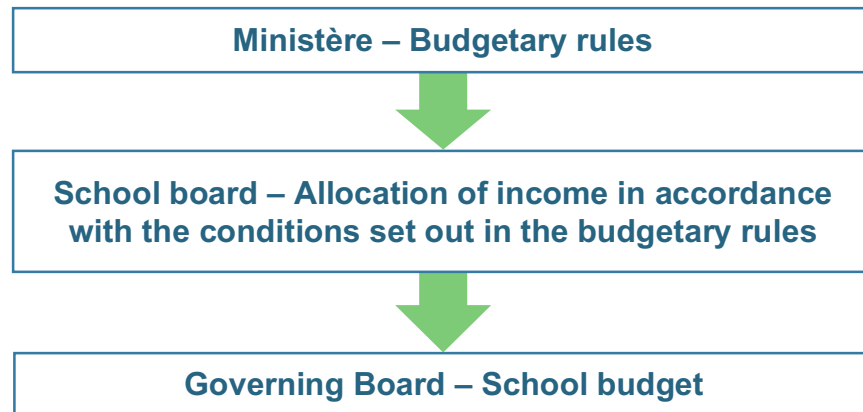 Ministère – Budgetary rules
School board – Allocation of income in accordance
with the conditions set out in the budgetary rules
Governing Board – School budget